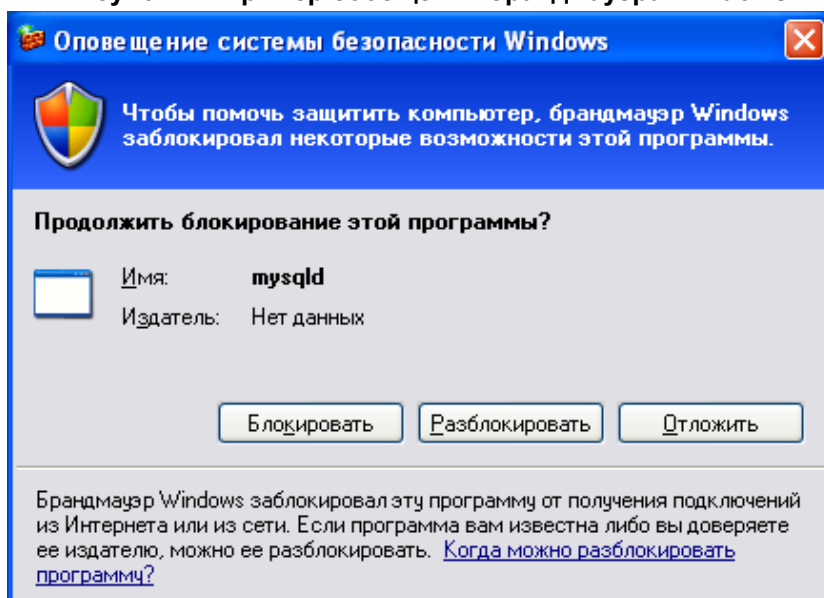 Оповещение системы безопасности Windows
Чтобы помочь защитить компьютер, брандмауэр Windows
заблокировал некоторые возможности этой программы.
Продолжить блокирование этой программы?
Имя: mysqld
Издатель: Нет данных
Блокировать Разблокировать Отложить
Брандмауэр Windows заблокировал эту программу от получения подключений
из Интернета или из сети. Если программа вам известна либо вы доверяете
ее издателю, можно ее разблокировать. Когда можно разблокировать
программу?